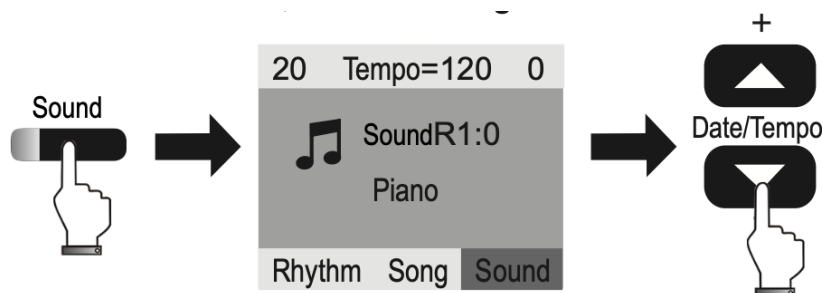 Sound
20 Tempo=120 0
SoundR1:0
Piano
Rhythm Song Sound
+
Date/Tempo